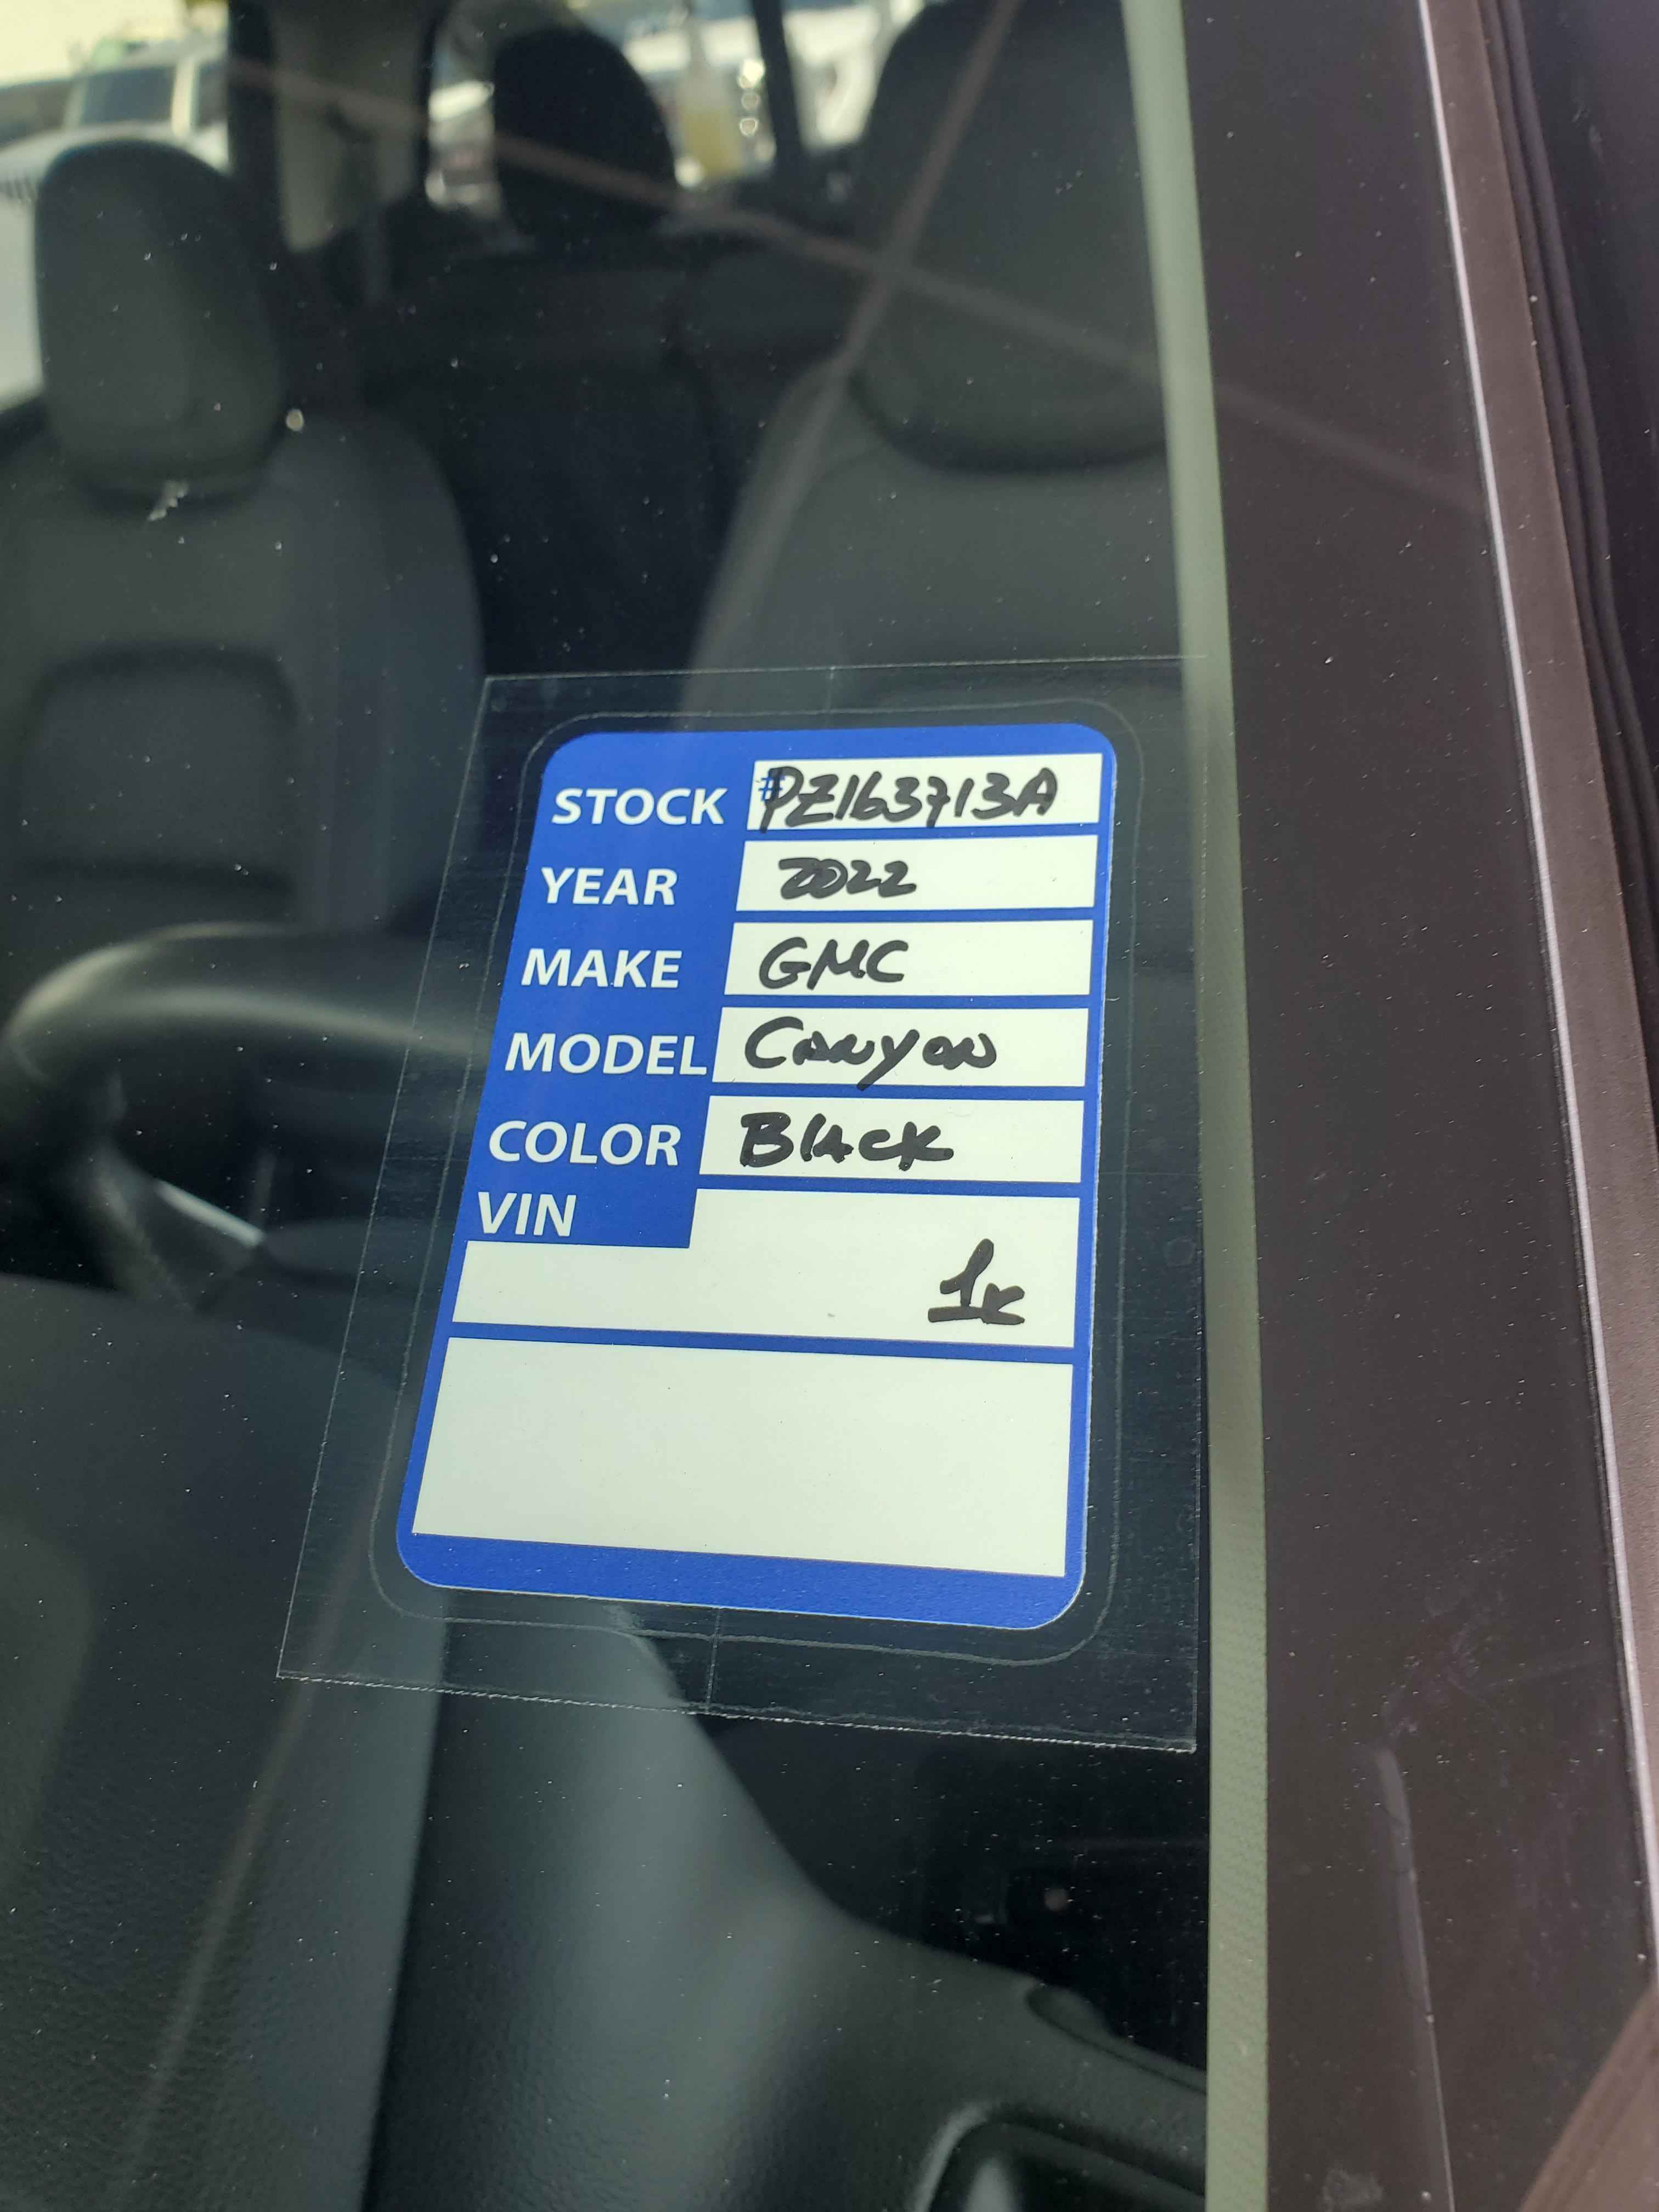 STOCK #PZ163713A
YEAR 2022
MAKE GMC
MODEL Canyon
COLOR Black
VIN
1K